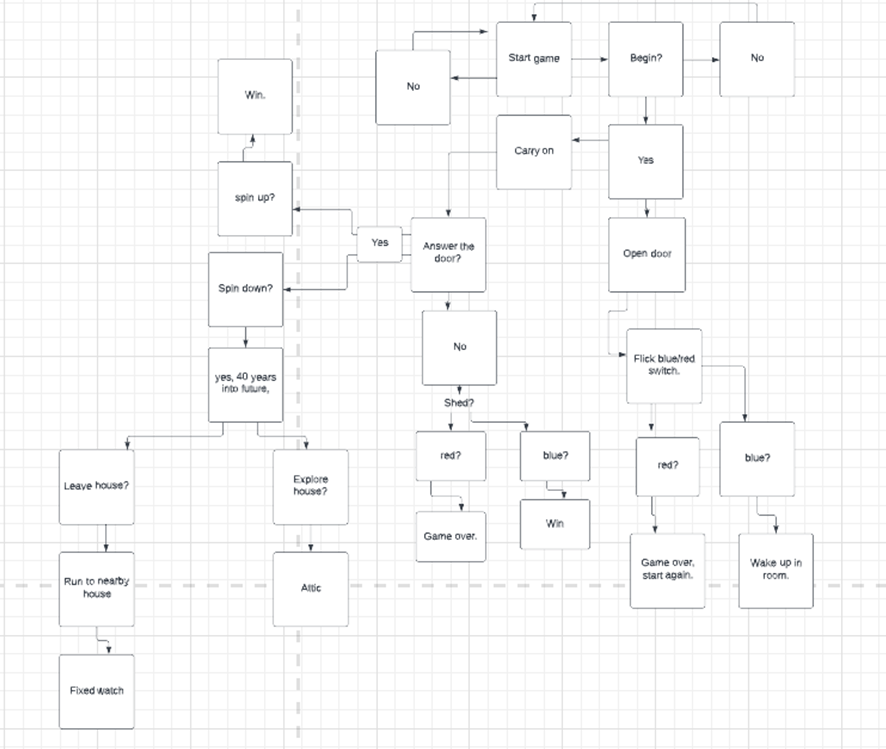 Start game
Begin?
No
No
Win.
Carry on
Yes
spin up?
Yes
Answer the
door?
Open door
Spin down?
No
Flick blue/red
switch.
yes, 40 years
into future,
Shed?
red?
blue?
red?
blue?
Leave house?
Explore
house?
Game over.
Win
Game over,
start again.
Wake up in
room.
Run to nearby
house
Attic
Fixed watch